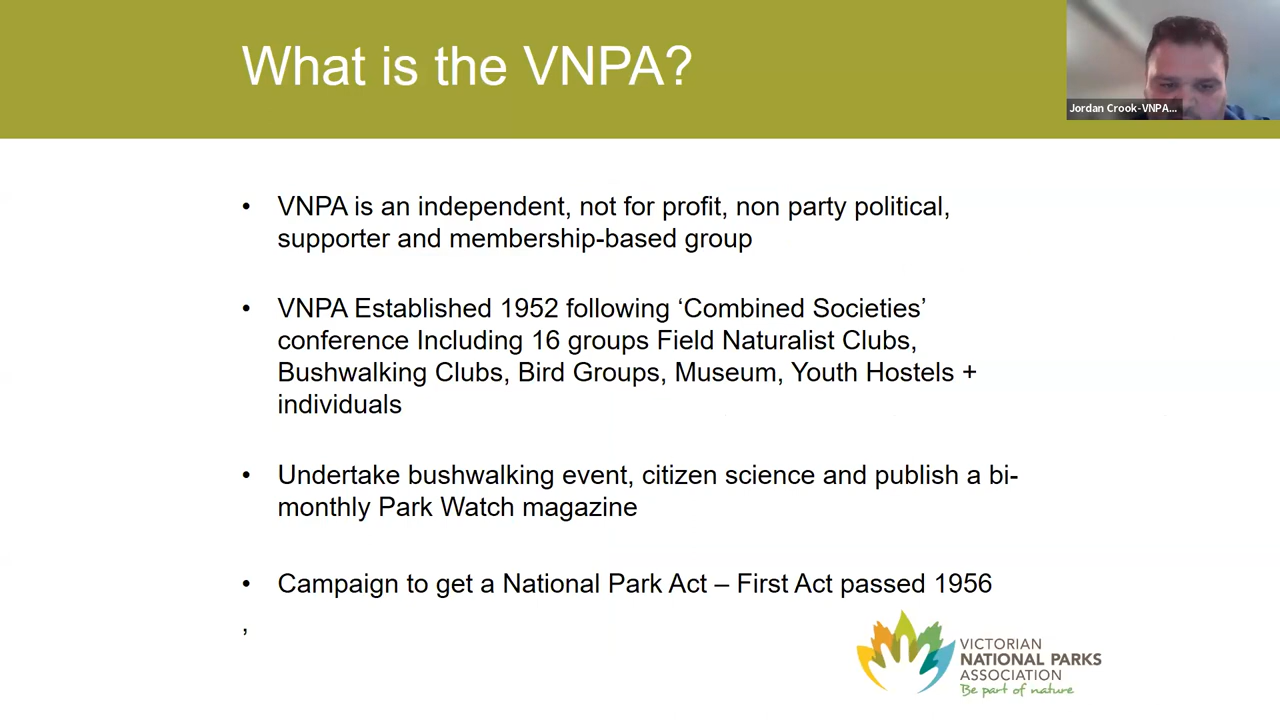 What is the VNPA?
Jordan Crook-VNPA...
• VNPA is an independent, not for profit, non party political,
supporter and membership-based group
• VNPA Established 1952 following ‘Combined Societies’
conference Including 16 groups Field Naturalist Clubs,
Bushwalking Clubs, Bird Groups, Museum, Youth Hostels +
individuals
• Undertake bushwalking event, citizen science and publish a bi-
monthly Park Watch magazine
• Campaign to get a National Park Act – First Act passed 1956
,
VICTORIAN
NATIONAL PARKS
ASSOCIATION
Be part of nature